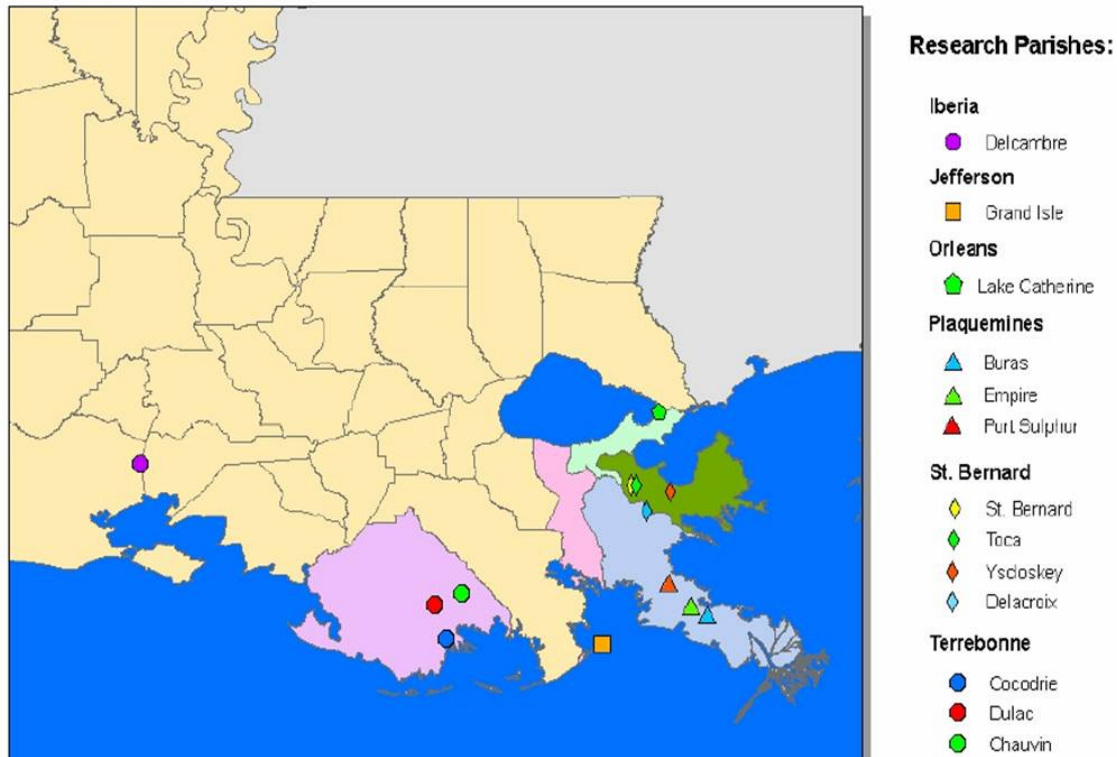 Research Parishes:
Iberia
Delcambre
Jefferson
Grand Isle
Orleans
Lake Catherine
Plaquemines
Buras
Empire
Purt Sulphur
St. Bernard
St. Bernard
Toca
Yscloskey
Delacroix
Terrebonne
Cocodrie
Dulac
Chauvin